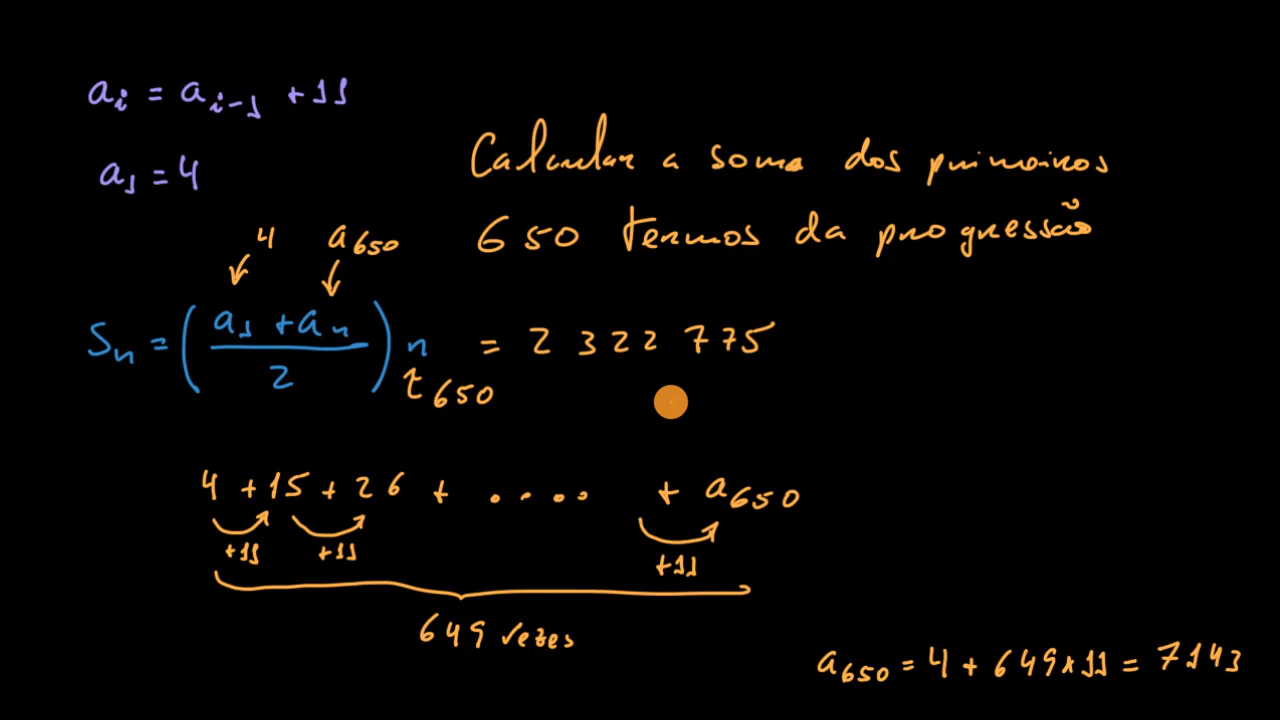 aᵢ = aᵢ₋₁ + 11
a₁ = 4
Calcular a soma dos primeiros
650 termos da progressão
4 a₆₅₀
Sₙ = ( (a₁ + aₙ) / 2 ) n = 2 322 775
650
4 + 15 + 26 + ..... + a₆₅₀
+11 +11 +11
649 vezes
a₆₅₀ = 4 + 649 × 11 = 7143